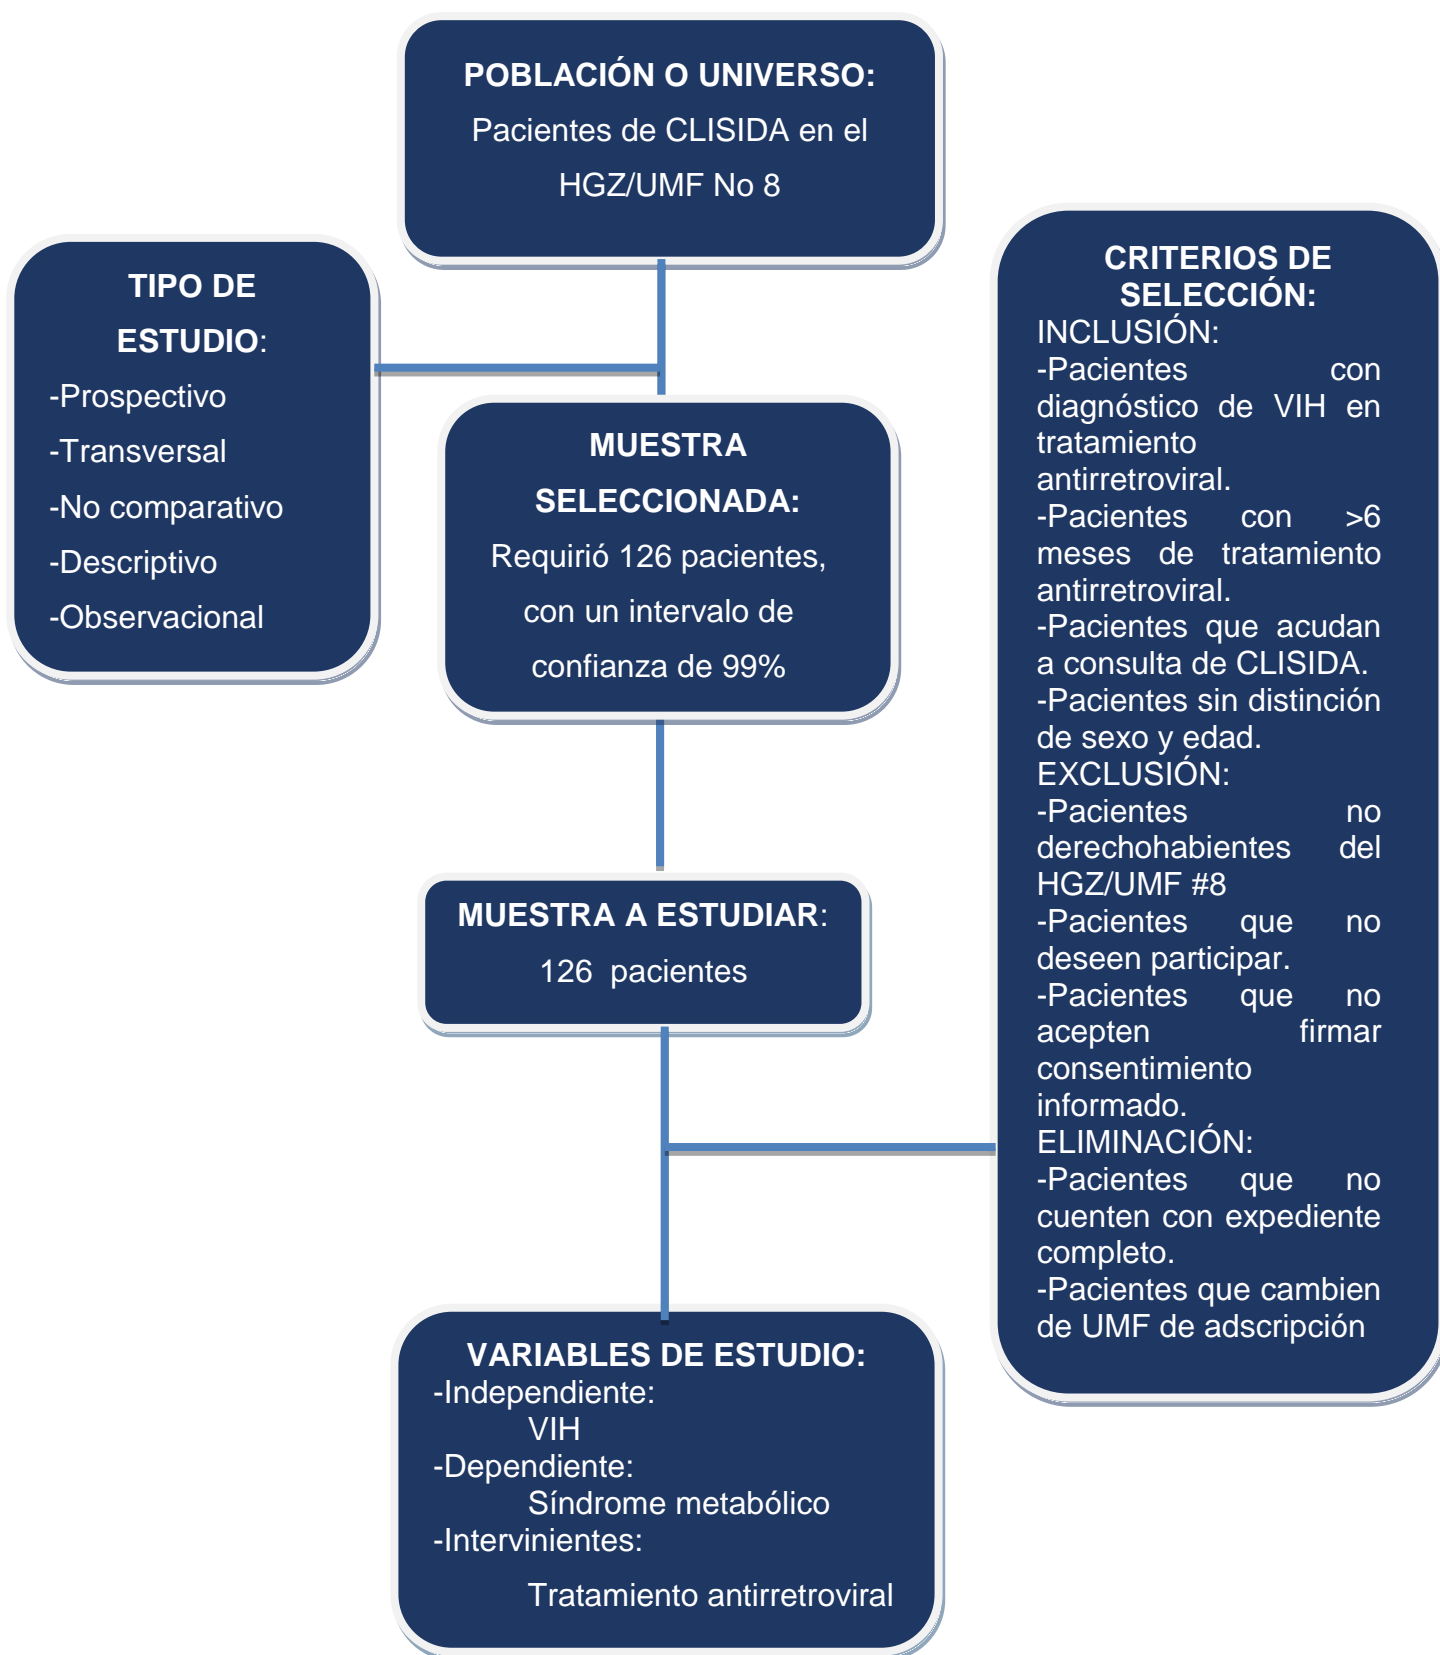 POBLACIÓN O UNIVERSO:
Pacientes de CLISIDA en el
HGZ/UMF No 8
TIPO DE
ESTUDIO:
-Prospectivo
-Transversal
-No comparativo
-Descriptivo
-Observacional
MUESTRA
SELECCIONADA:
Requirió 126 pacientes,
con un intervalo de
confianza de 99%
MUESTRA A ESTUDIAR:
126 pacientes
CRITERIOS DE
SELECCIÓN:
INCLUSIÓN:
-Pacientes con
diagnóstico de VIH en
tratamiento
antirretroviral.
-Pacientes con >6
meses de tratamiento
antirretroviral.
-Pacientes que acudan
a consulta de CLISIDA.
-Pacientes sin distinción
de sexo y edad.
EXCLUSIÓN:
-Pacientes no
derechohabientes del
HGZ/UMF #8
-Pacientes que no
deseen participar.
-Pacientes que no
acepten firmar
consentimiento
informado.
ELIMINACIÓN:
-Pacientes que no
cuenten con expediente
completo.
-Pacientes que cambien
de UMF de adscripción
VARIABLES DE ESTUDIO:
-Independiente:
VIH
-Dependiente:
Síndrome metabólico
-Intervinientes:
Tratamiento antirretroviral